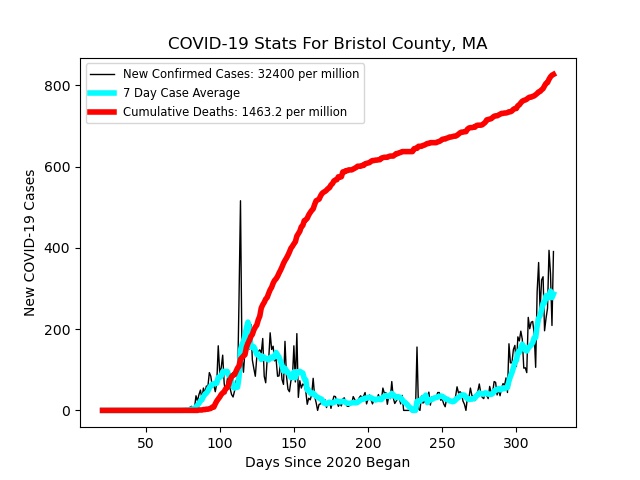 COVID-19 Stats For Bristol County, MA
New Confirmed Cases: 32400 per million
7 Day Case Average
Cumulative Deaths: 1463.2 per million
New COVID-19 Cases
800
600
400
200
0
50 100 150 200 250 300
Days Since 2020 Began